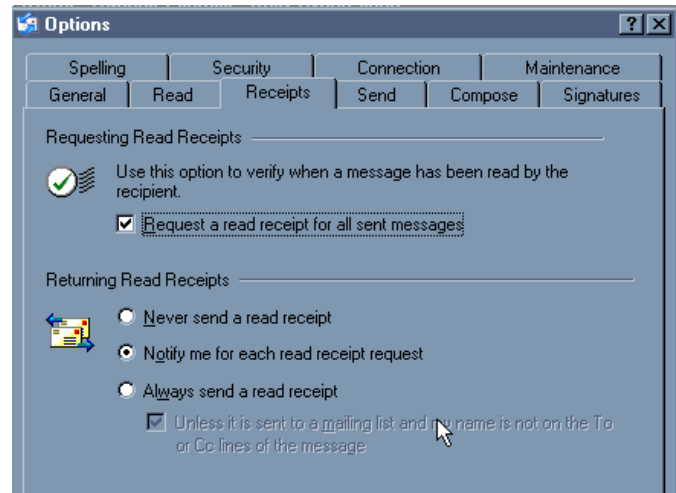 Options
Spelling Security Connection Maintenance
General Read Receipts Send Compose Signatures
Requesting Read Receipts
Use this option to verify when a message has been read by the
recipient.
Request a read receipt for all sent messages
Returning Read Receipts
Never send a read receipt
Notify me for each read receipt request
Always send a read receipt
Unless it is sent to a mailing list and my name is not on the To
or Cc lines of the message